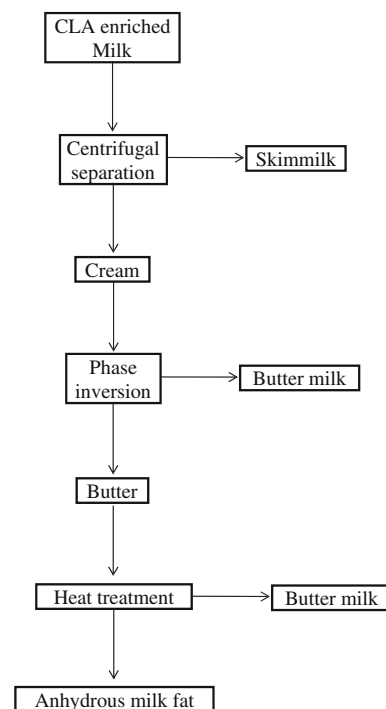 CLA enriched
Milk
Centrifugal
separation
Skimmilk
Cream
Phase
inversion
Butter milk
Butter
Heat treatment
Butter milk
Anhydrous milk fat